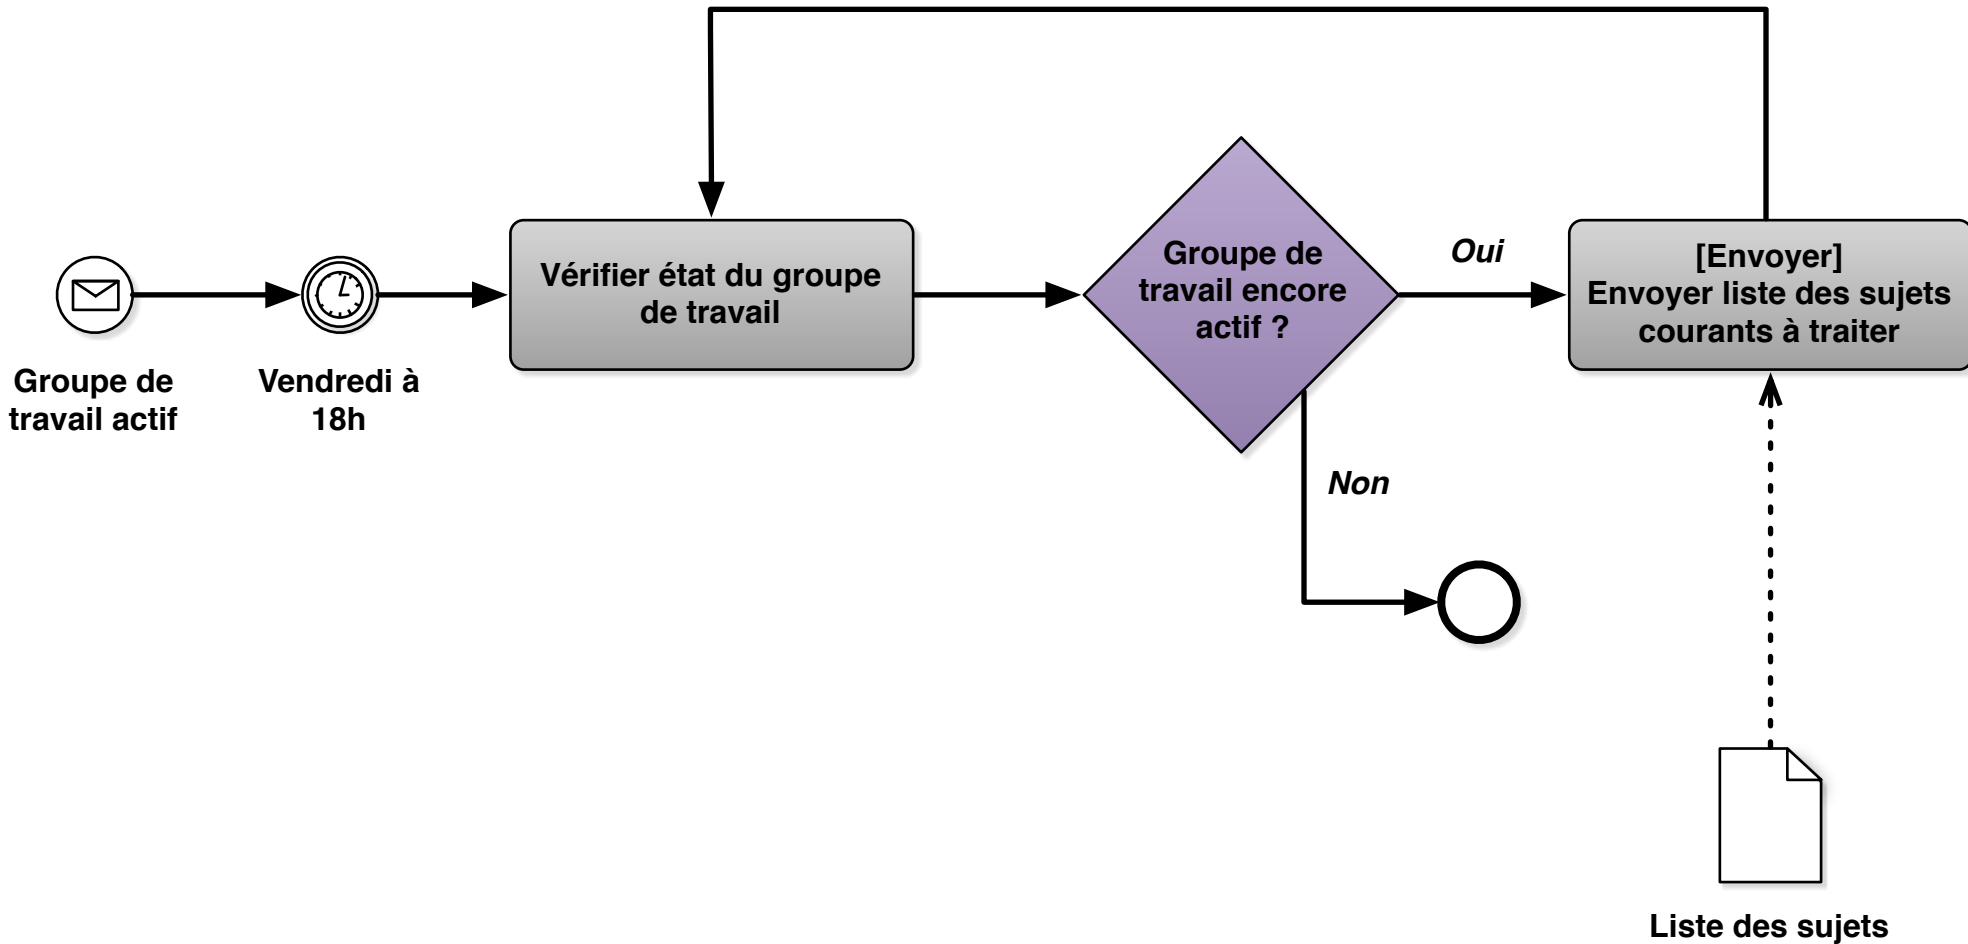 Groupe de
travail actif
Vendredi à
18h
Vérifier état du groupe
de travail
Groupe de
travail encore
actif ?
Oui
Non
[Envoyer]
Envoyer liste des sujets
courants à traiter
Liste des sujets